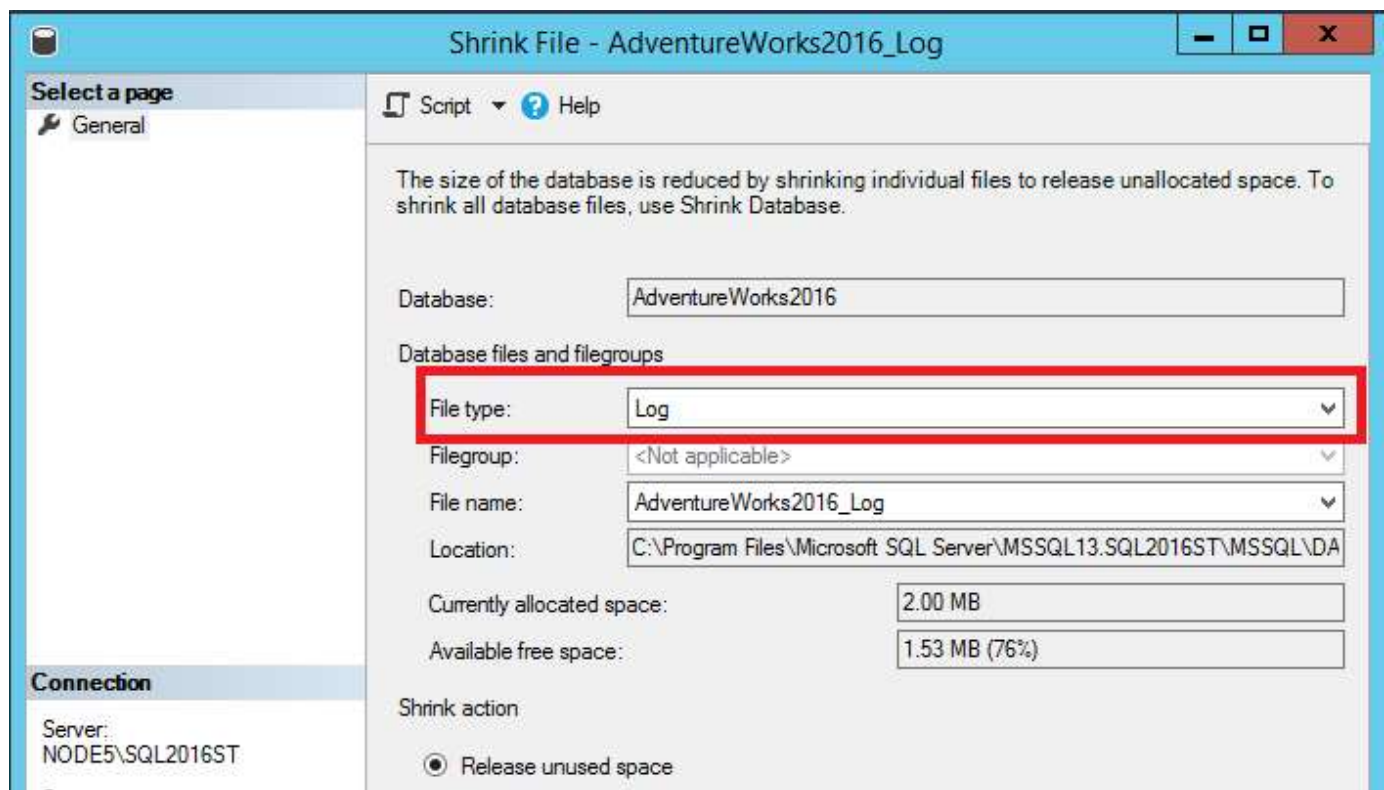 Shrink File - AdventureWorks2016_Log
X
Select a page
General
Script
? Help
The size of the database is reduced by shrinking individual files to release unallocated space. To
shrink all database files, use Shrink Database.
Database: AdventureWorks2016
Database files and filegroups
File type: Log
Filegroup: <Not applicable>
File name: AdventureWorks2016_Log
Location: C:\Program Files\Microsoft SQL Server\MSSQL13.SQL2016ST\MSSQL\DA
Currently allocated space: 2.00 MB
Available free space: 1.53 MB (76%)
Connection
Server:
NODE5\SQL2016ST
Shrink action
Release unused space